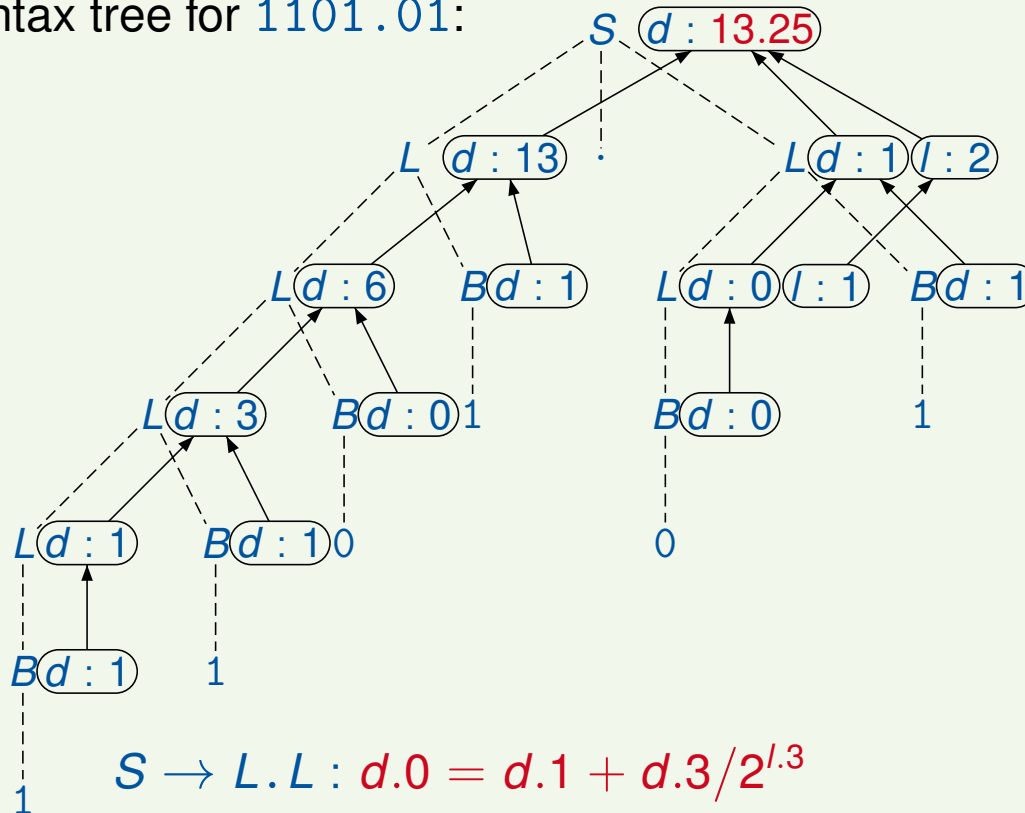 ntax tree for 1101.01:
S d : 13.25
L d : 13 . L d : 1 l : 2
L d : 6 B d : 1 L d : 0 l : 1 B d : 1
L d : 3 B d : 0 1 B d : 0 1
L d : 1 B d : 1 0 0
B d : 1 1
S → L.L : d.0 = d.1 + d.3/2^{l.3}
1